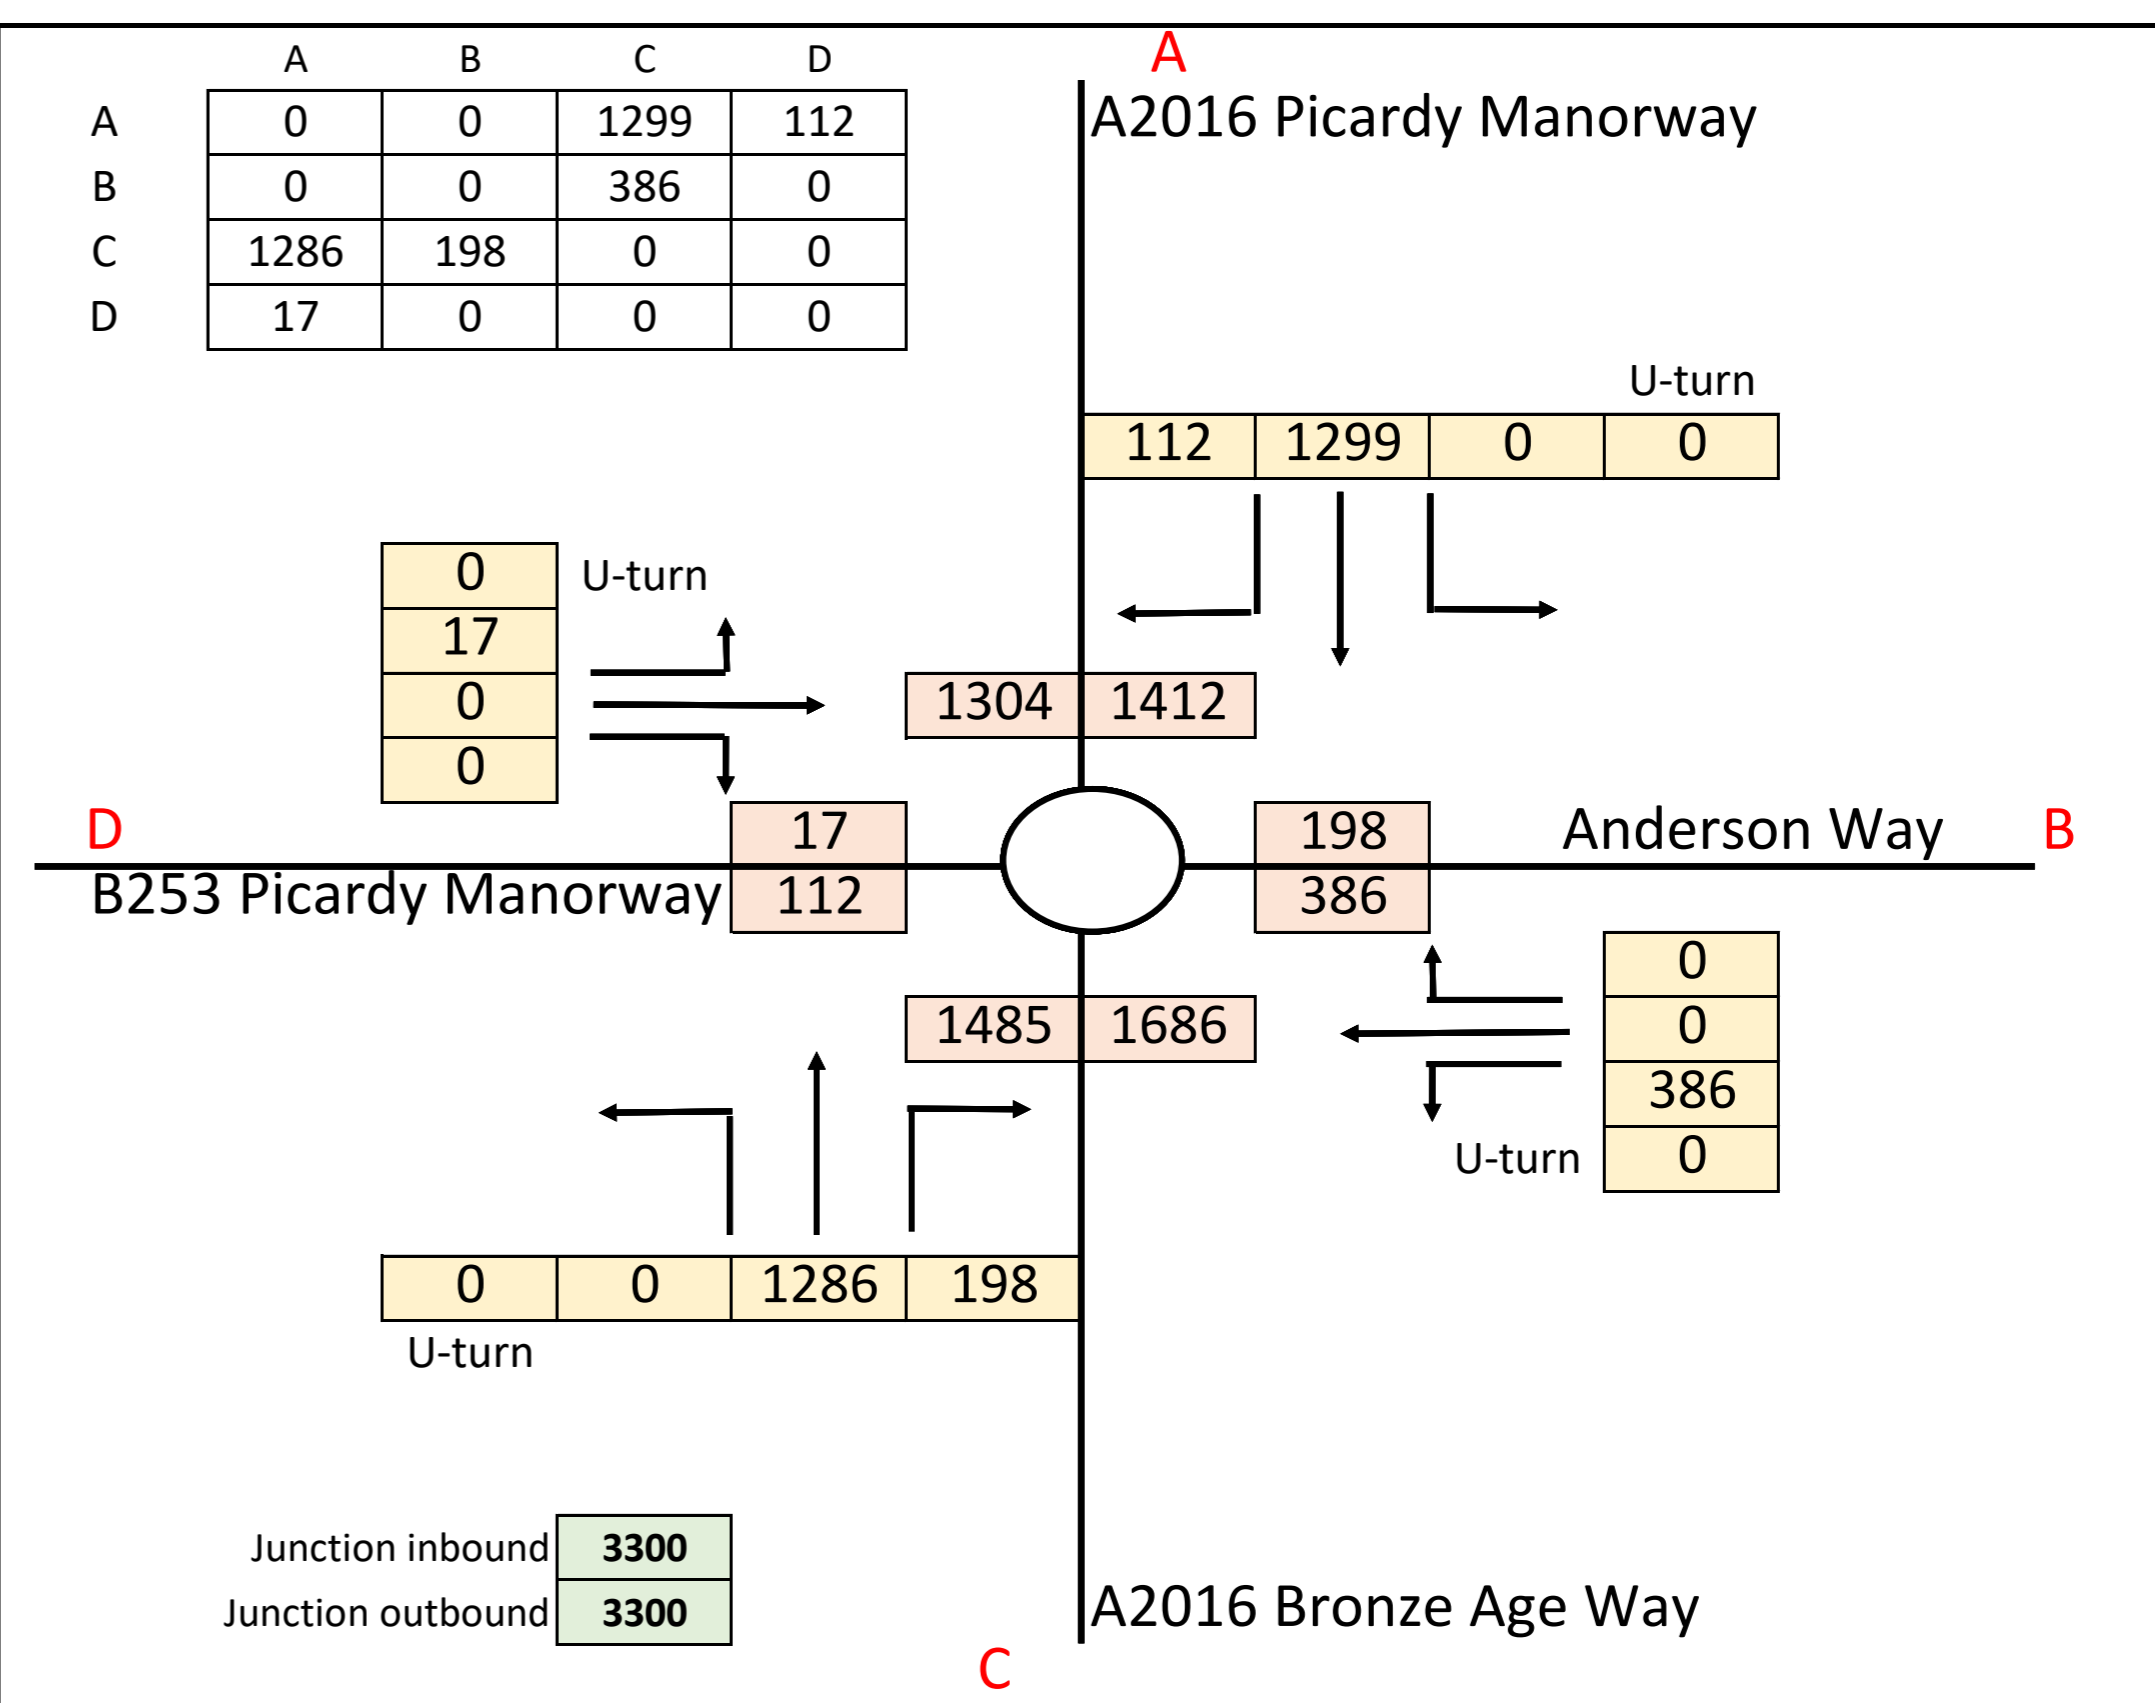 A
A B C D
A2016 Picardy Manorway
A 0 0 1299 112
B 0 0 386 0
C 1286 198 0 0
D 17 0 0 0
U-turn
112 1299 0 0
0 U-turn
17
0
0
1304 1412
D
17
198
Anderson Way B
B253 Picardy Manorway
112
386
0
1485 1686
0
386
U-turn 0
0 0 1286 198
U-turn
Junction inbound 3300
Junction outbound 3300
A2016 Bronze Age Way
C